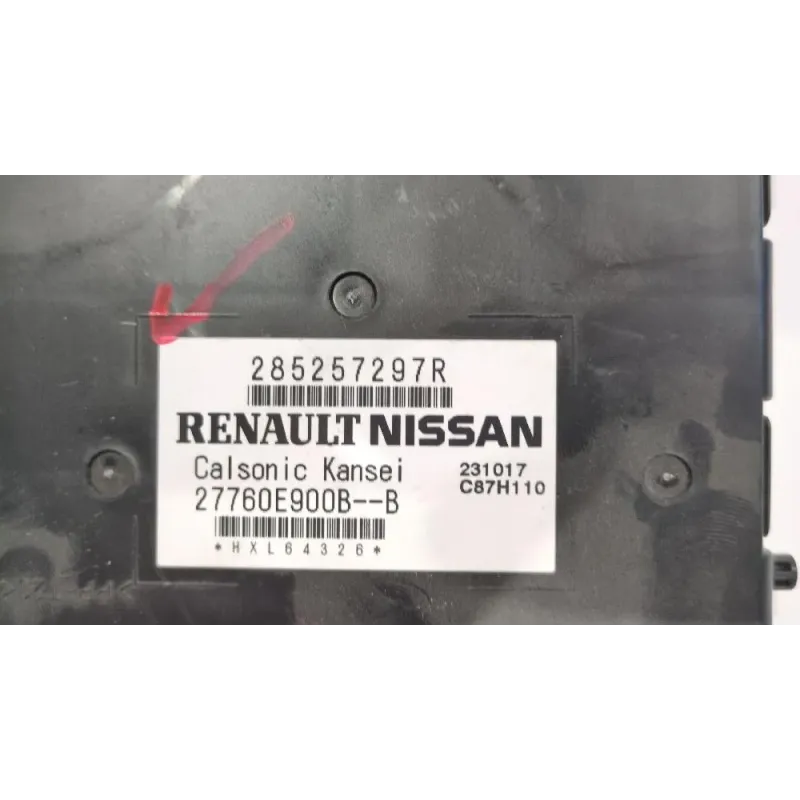 285257297R
RENAULT NISSAN
Calsonic Kansei
231017
27760E900B--B
C87H110
*HXL64326*